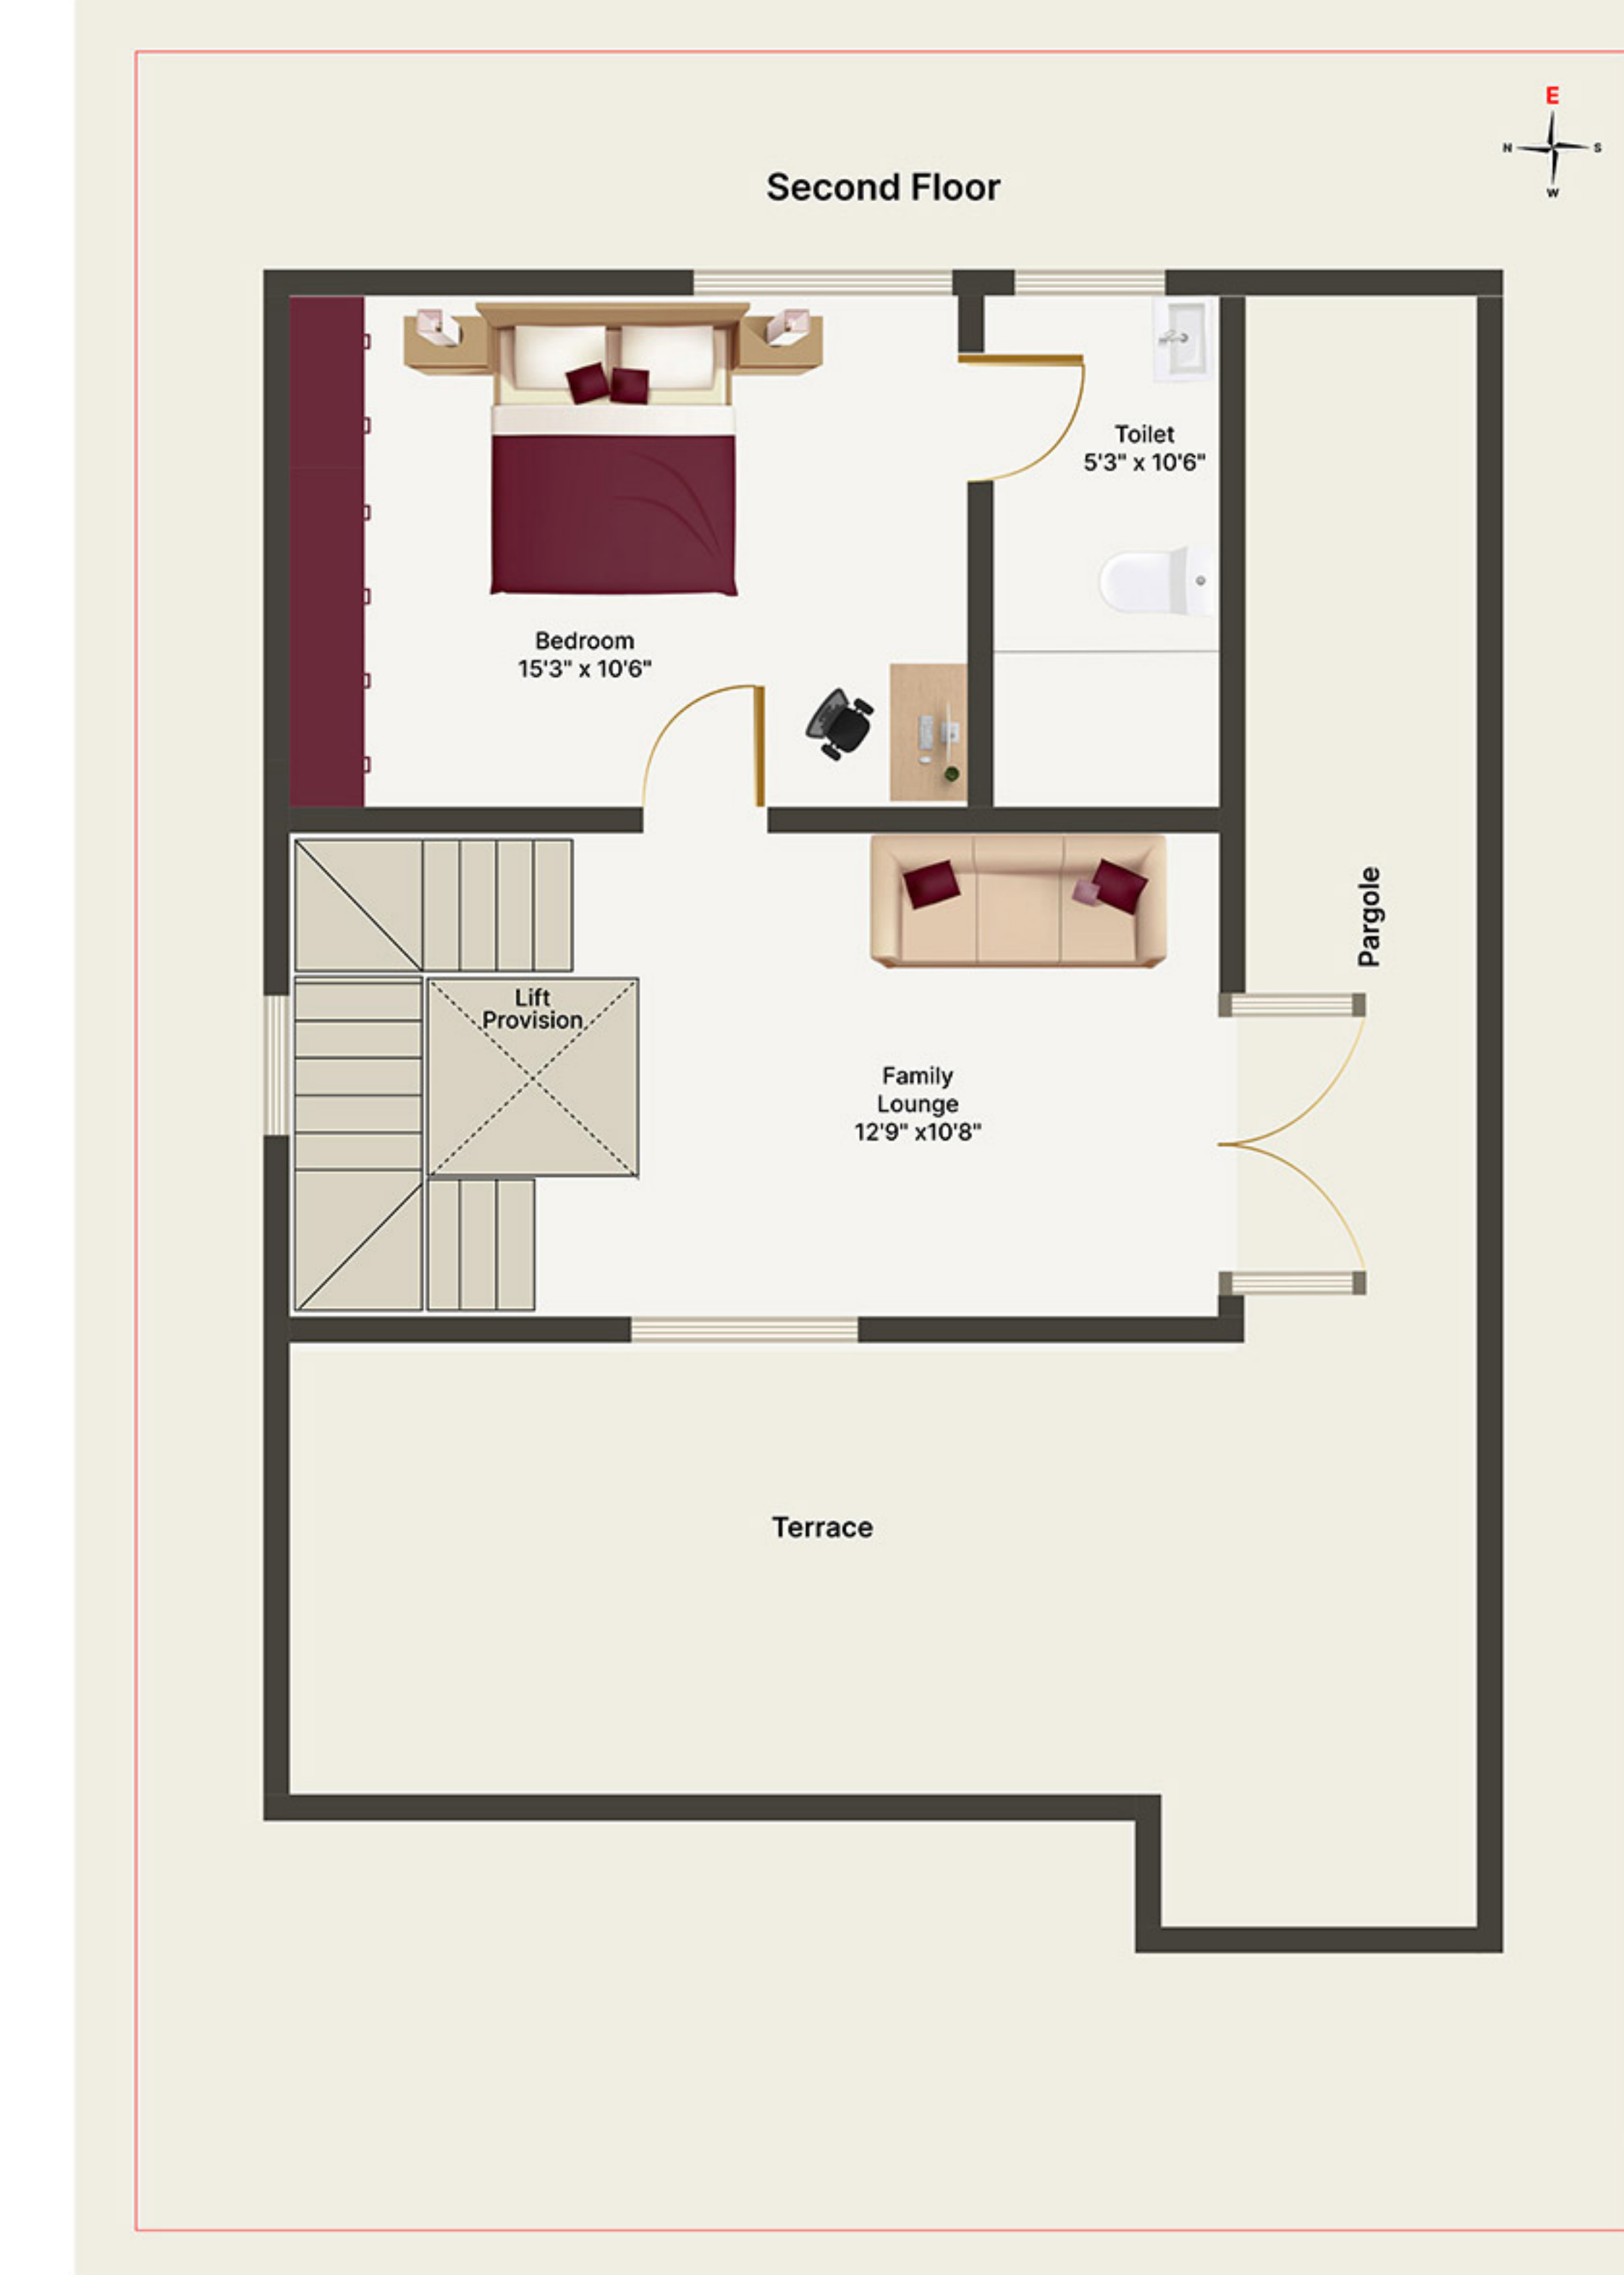 E
N
S
W
Second Floor
Toilet
5'3" x 10'6"
Bedroom
15'3" x 10'6"
Pargole
Lift
Provision
Family
Lounge
12'9" x10'8"
Terrace